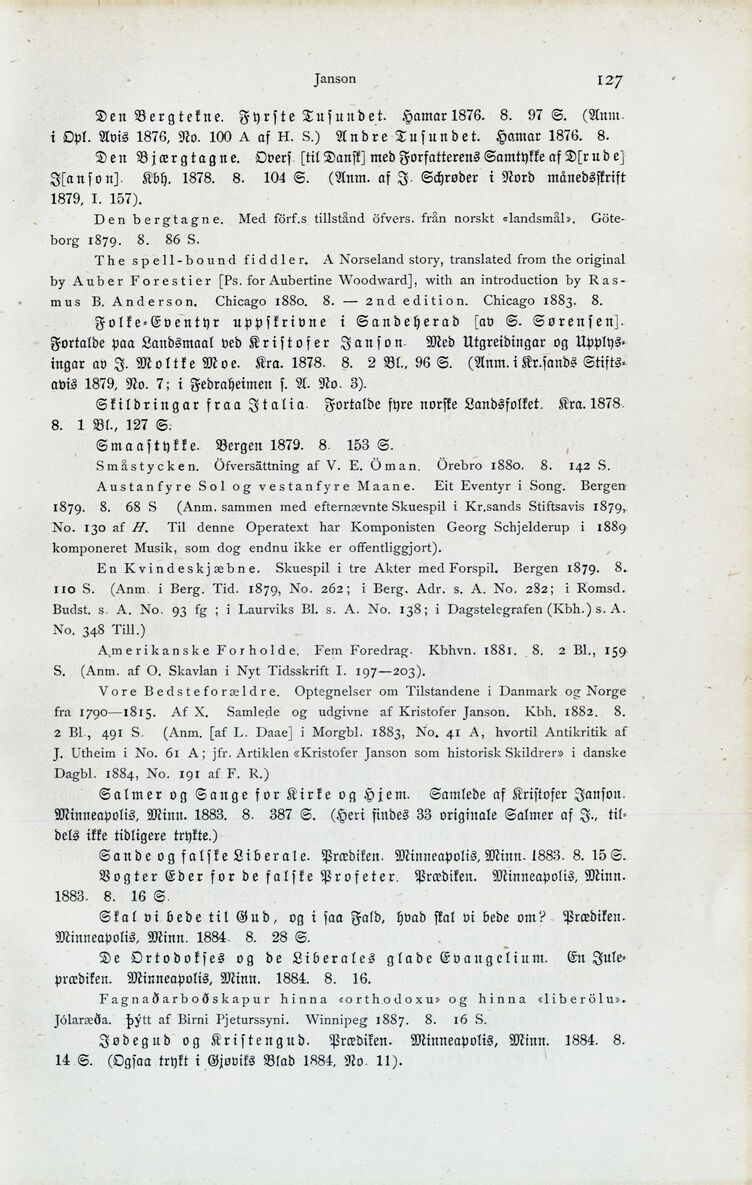 Janson 127
Den Bergtekne. Fyrste Tusundet. Hamar 1876. 8. 97 S. (Anm.
i Opl. Avis 1876, No. 100 A af H. S.) Andre Tusundet. Hamar 1876. 8.
Den Bjærgtagne. Overs. [til Dansk] med Forfatterens Samtykke af D[rude]
J[anson]. Kbh. 1878. 8. 104 S. (Anm. af J. Schrøder i Nord månedsskrift
1879, I. 157).
Den bergtagne. Med förf.s tillstånd öfvers. från norskt «landsmål». Göte-
borg 1879. 8. 86 S.
The spell-bound fiddler. A Norseland story, translated from the original
by Auber Forestier [Ps. for Aubertine Woodward], with an introduction by Ras-
mus B. Anderson. Chicago 1880. 8. — 2nd edition. Chicago 1883. 8.
Folke-Eventyr uppskrivne i Sandeherad [av S. Sørensen].
Fortalde paa Landsmaal ved Kristofer Janson. Med Utgreidingar og Upplys-
ingar av J. Moltke Moe. Kra. 1878. 8. 2 Bl., 96 S. (Anm. i Kr.sands Stifts-
avis 1879, No. 7; i Fedraheimen s. A. No. 3).
Skildringar fraa Italia. Fortalde fyre norske Landsfolket. Kra. 1878.
8. 1 Bl., 127 S.
Smaastykke. Bergen 1879. 8. 153 S.
Småstycken. Öfversättning af V. E. Öman. Örebro 1880. 8. 142 S.
Austanfyre Sol og vestanfyre Maane. Eit Eventyr i Song. Bergen
1879. 8. 68 S (Anm. sammen med efternævnte Skuespil i Kr.sands Stiftsavis 1879,
No. 130 af H. Til denne Operatext har Komponisten Georg Schjelderup i 1889
komponeret Musik, som dog endnu ikke er offentliggjort).
En Kvindeskjæbne. Skuespil i tre Akter med Forspil. Bergen 1879. 8.
110 S. (Anm. i Berg. Tid. 1879, No. 262; i Berg. Adr. s. A. No. 282; i Romsd.
Budst. s. A. No. 93 fg ; i Laurviks Bl. s. A. No. 138; i Dagstelegrafen (Kbh.) s. A.
No. 348 Till.)
Amerikanske Forholde. Fem Foredrag. Kbhvn. 1881. 8. 2 Bl., 159
S. (Anm. af O. Skavlan i Nyt Tidsskrift I. 197—203).
Vore Bedsteforældre. Optegnelser om Tilstandene i Danmark og Norge
fra 1790—1815. Af X. Samlede og udgivne af Kristofer Janson. Kbh. 1882. 8.
2 Bl., 491 S. (Anm. [af L. Daae] i Morgbl. 1883, No. 41 A, hvortil Antikritik af
J. Utheim i No. 61 A; jfr. Artiklen «Kristofer Janson som historisk Skildrer» i danske
Dagbl. 1884, No. 191 af F. R.)
Salmer og Sange for Kirke og Hjem. Samlede af Kristofer Janson.
Minneapolis, Minn. 1883. 8. 387 S. (Heri findes 33 originale Salmer af J., til-
dels ikke tidligere trykte.)
Sande og falske Liberale. Prædiken. Minneapolis, Minn. 1883. 8. 15 S.
Vogter Eder for de falske Profeter. Prædiken. Minneapolis, Minn.
1883. 8. 16 S.
Skal vi bede til Gud, og i saa Fald, hvad skal vi bede om? Prædiken.
Minneapolis, Minn. 1884. 8. 28 S.
De Ortodokses og de Liberales glade Evangelium. En Jule-
prædiken. Minneapolis, Minn. 1884. 8. 16.
Fagnaðarboðskapur hinna «orthodoxu» og hinna «liberölu».
Jólaræða. Þýtt af Birni Pjeturssyni. Winnipeg 1887. 8. 16 S.
Jødegud og Kristengud. Prædiken. Minneapolis, Minn. 1884. 8.
14 S. (Ogsaa trykt i Gjøviks Blad 1884, No. 11).